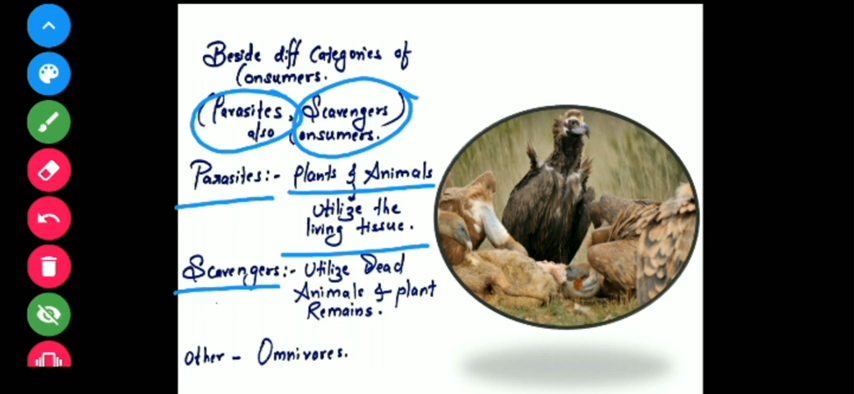 Beside diff Categories of
Consumers.
(Parasites, Scavengers)
also Consumers.
Parasites:- Plants & Animals
Utilize the
living tissue.
Scavengers:- Utilize Dead
Animals & plant
Remains.
Other - Omnivores.